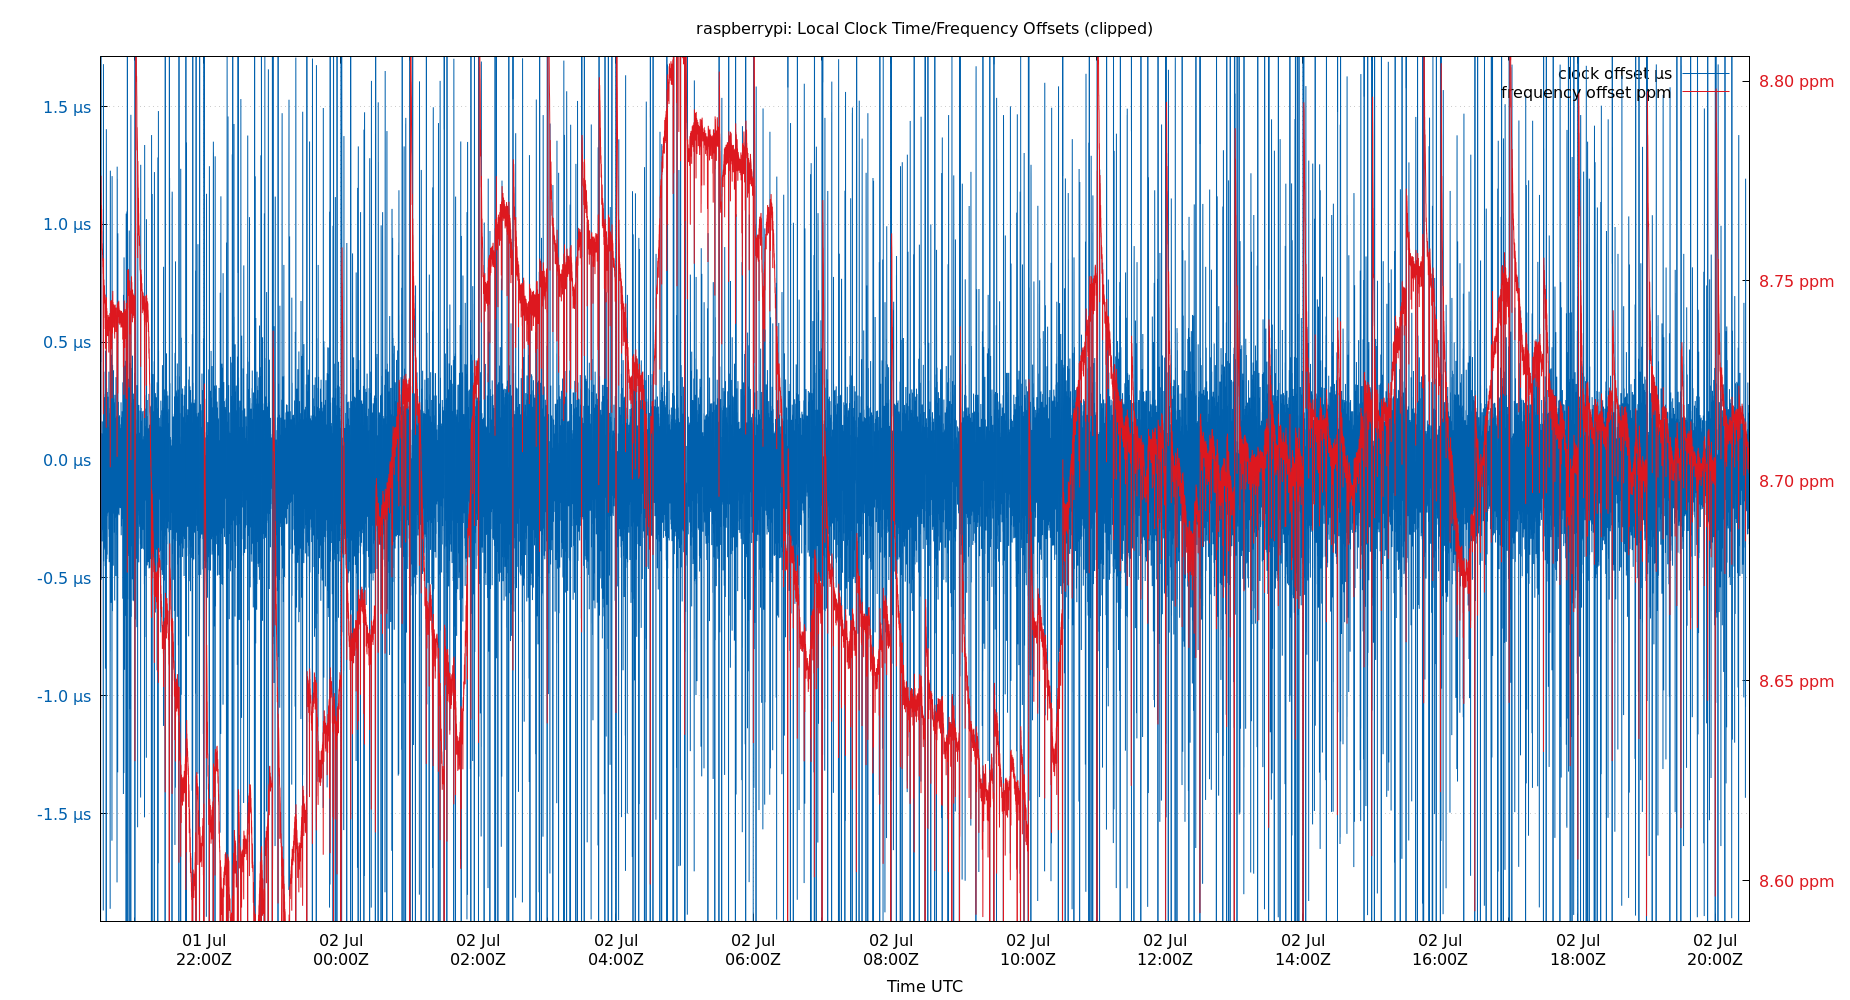 raspberrypi: Local Clock Time/Frequency Offsets (clipped)
clock offset µs
frequency offset ppm
1.5 µs
1.0 µs
0.5 µs
0.0 µs
-0.5 µs
-1.0 µs
-1.5 µs
8.80 ppm
8.75 ppm
8.70 ppm
8.65 ppm
8.60 ppm
01 Jul 02 Jul 02 Jul 02 Jul 02 Jul 02 Jul 02 Jul 02 Jul 02 Jul 02 Jul 02 Jul 02 Jul
22:00Z 00:00Z 02:00Z 04:00Z 06:00Z 08:00Z 10:00Z 12:00Z 14:00Z 16:00Z 18:00Z 20:00Z
Time UTC